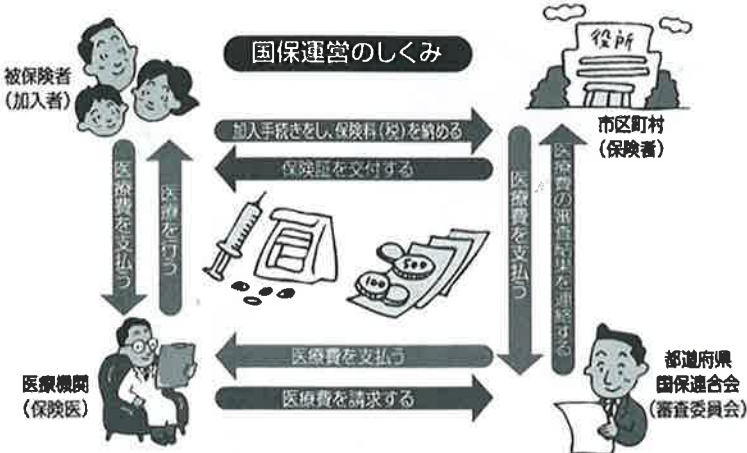 国保運営のしくみ
役所
被保険者
(加入者)
市区町村
(保険者)
加入手続きをし、保険料(税)を納める
保険証を交付する
医療費を支払う
医療を行う
医療費を支払う
医療費の審査結果を連絡する
500
100
医療費を支払う
医療費を請求する
医療機関
(保険医)
都道府県
国保連合会
(審査委員会)